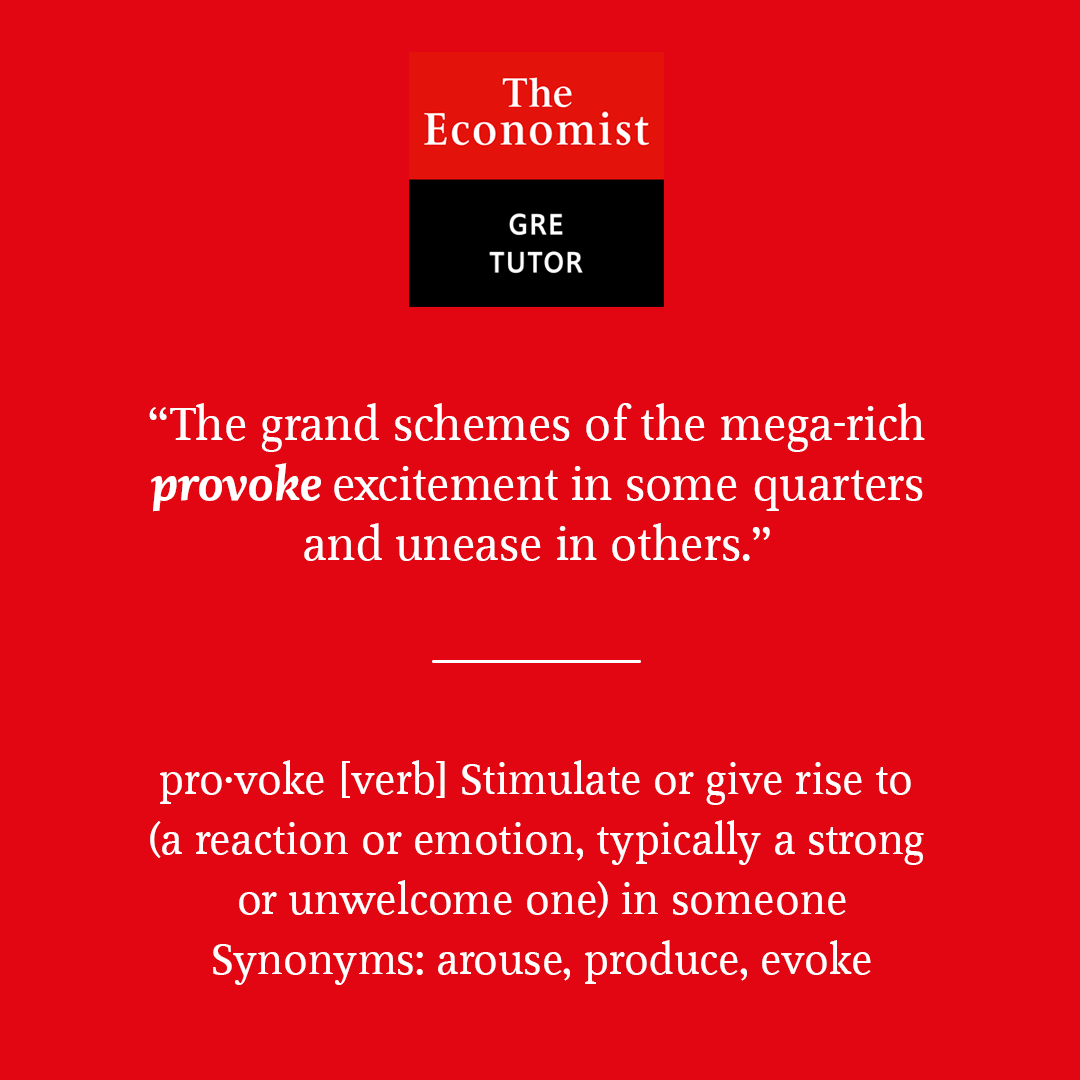 The
Economist
GRE
TUTOR
“The grand schemes of the mega-rich
provoke excitement in some quarters
and unease in others.”
pro·voke [verb] Stimulate or give rise to
(a reaction or emotion, typically a strong
or unwelcome one) in someone
Synonyms: arouse, produce, evoke